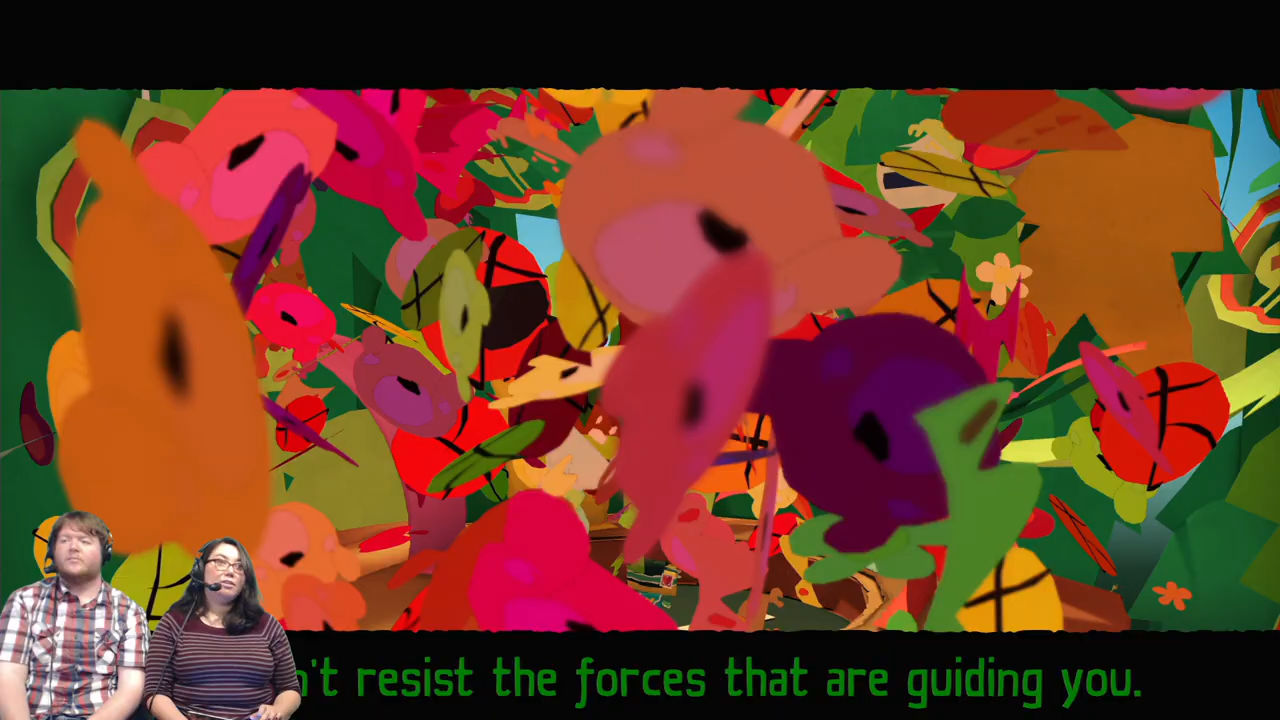 n't resist the forces that are guiding you.